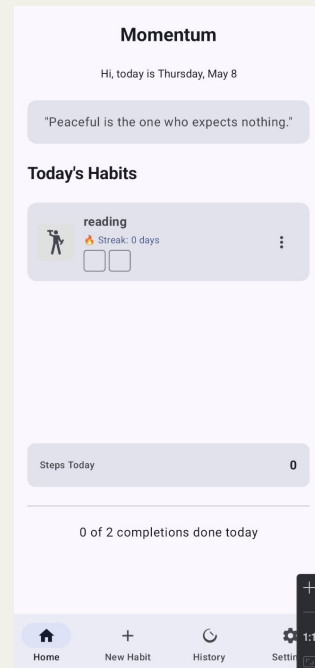 Momentum
Hi, today is Thursday, May 8
"Peaceful is the one who expects nothing."
Today's Habits
reading
🔥 Streak: 0 days
Steps Today 0
0 of 2 completions done today
Home New Habit History